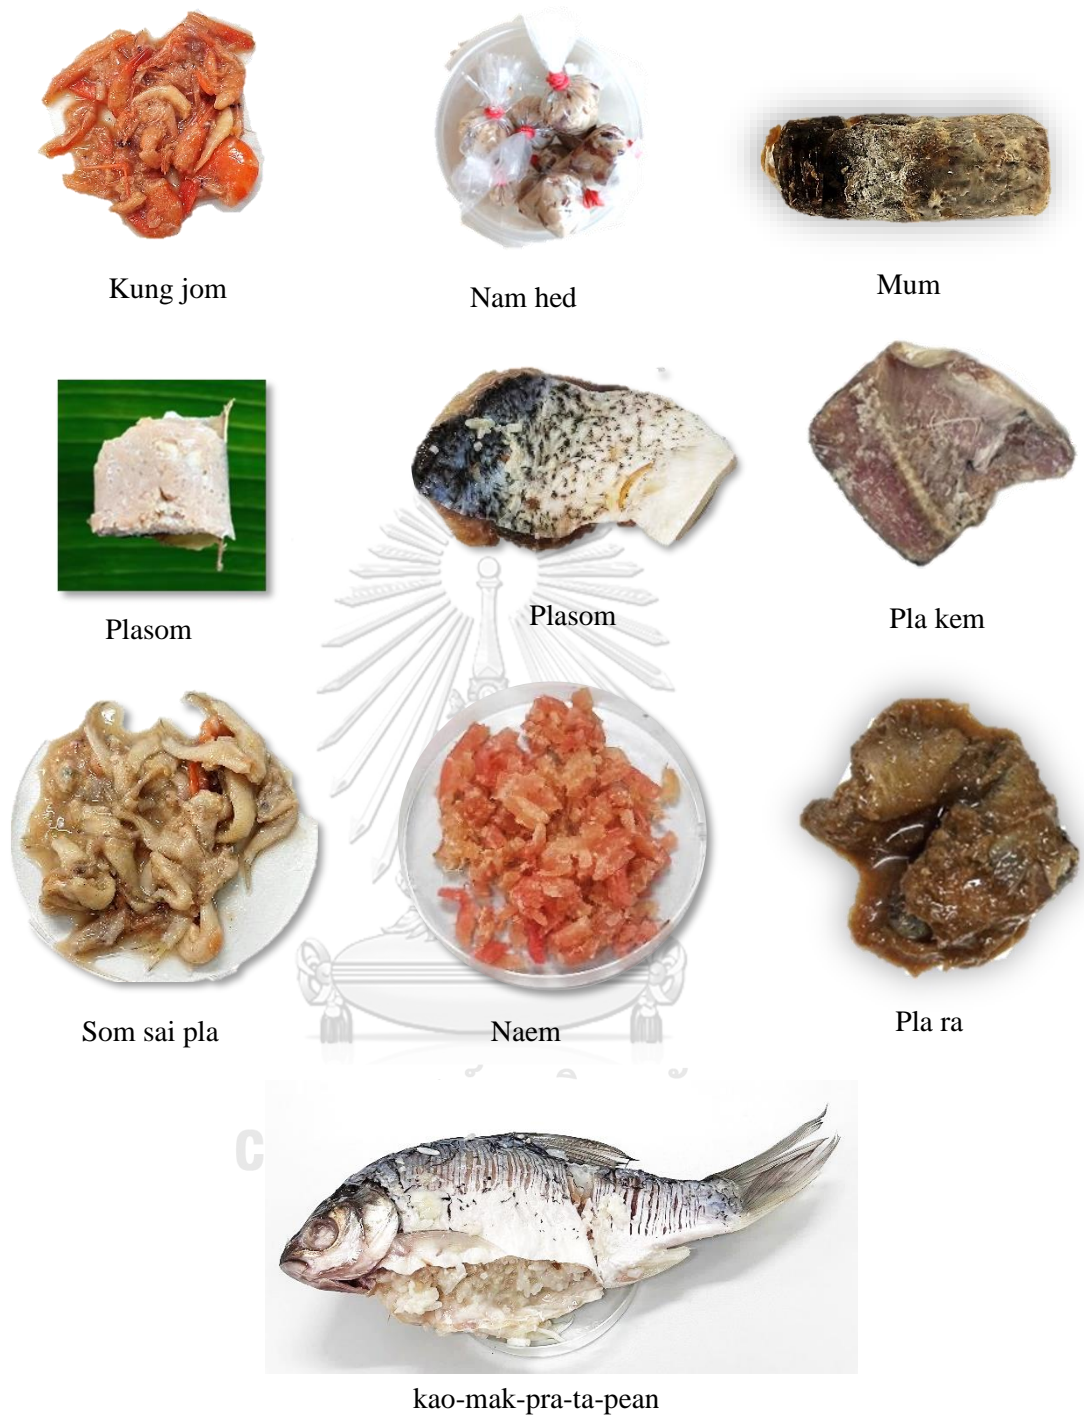 Kung jom
Nam hed
Mum
Plasom
Plasom
Pla kem
Som sai pla
Naem
Pla ra
kao-mak-pra-ta-pean